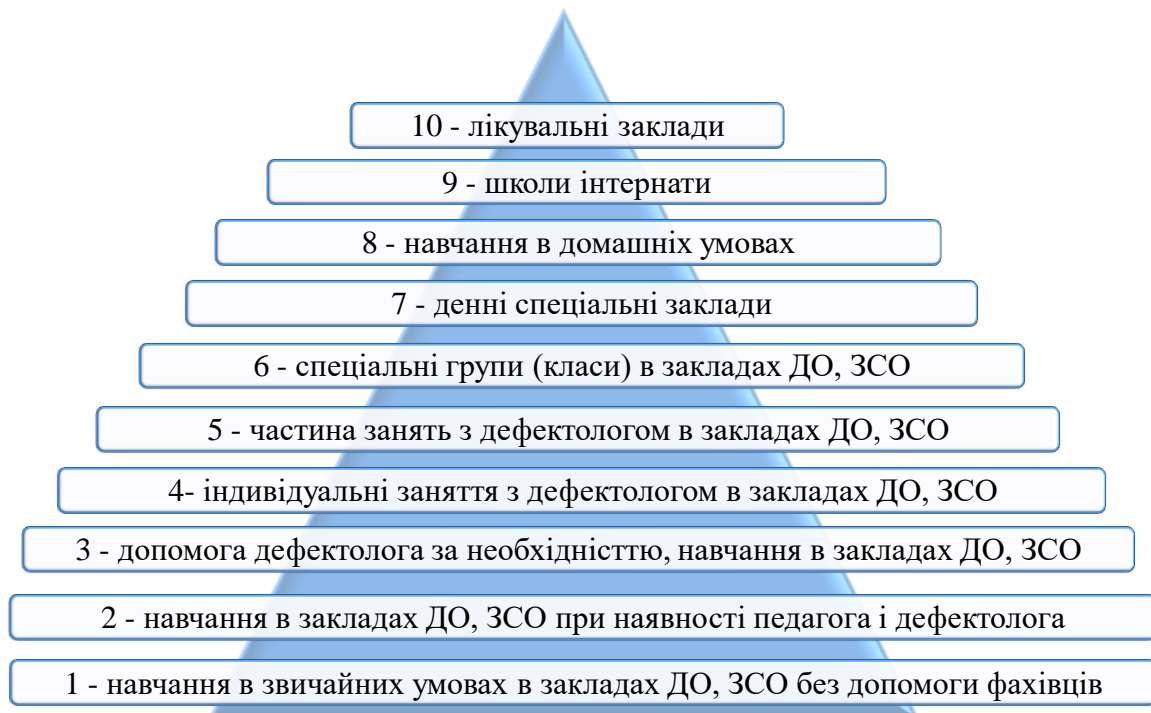 10 - лікувальні заклади
9 - школи інтернати
8 - навчання в домашніх умовах
7 - денні спеціальні заклади
6 - спеціальні групи (класи) в закладах ДО, ЗСО
5 - частина занять з дефектологом в закладах ДО, ЗСО
4- індивідуальні заняття з дефектологом в закладах ДО, ЗСО
3 - допомога дефектолога за необхідністтю, навчання в закладах ДО, ЗСО
2 - навчання в закладах ДО, ЗСО при наявності педагога і дефектолога
1 - навчання в звичайних умовах в закладах ДО, ЗСО без допомоги фахівців